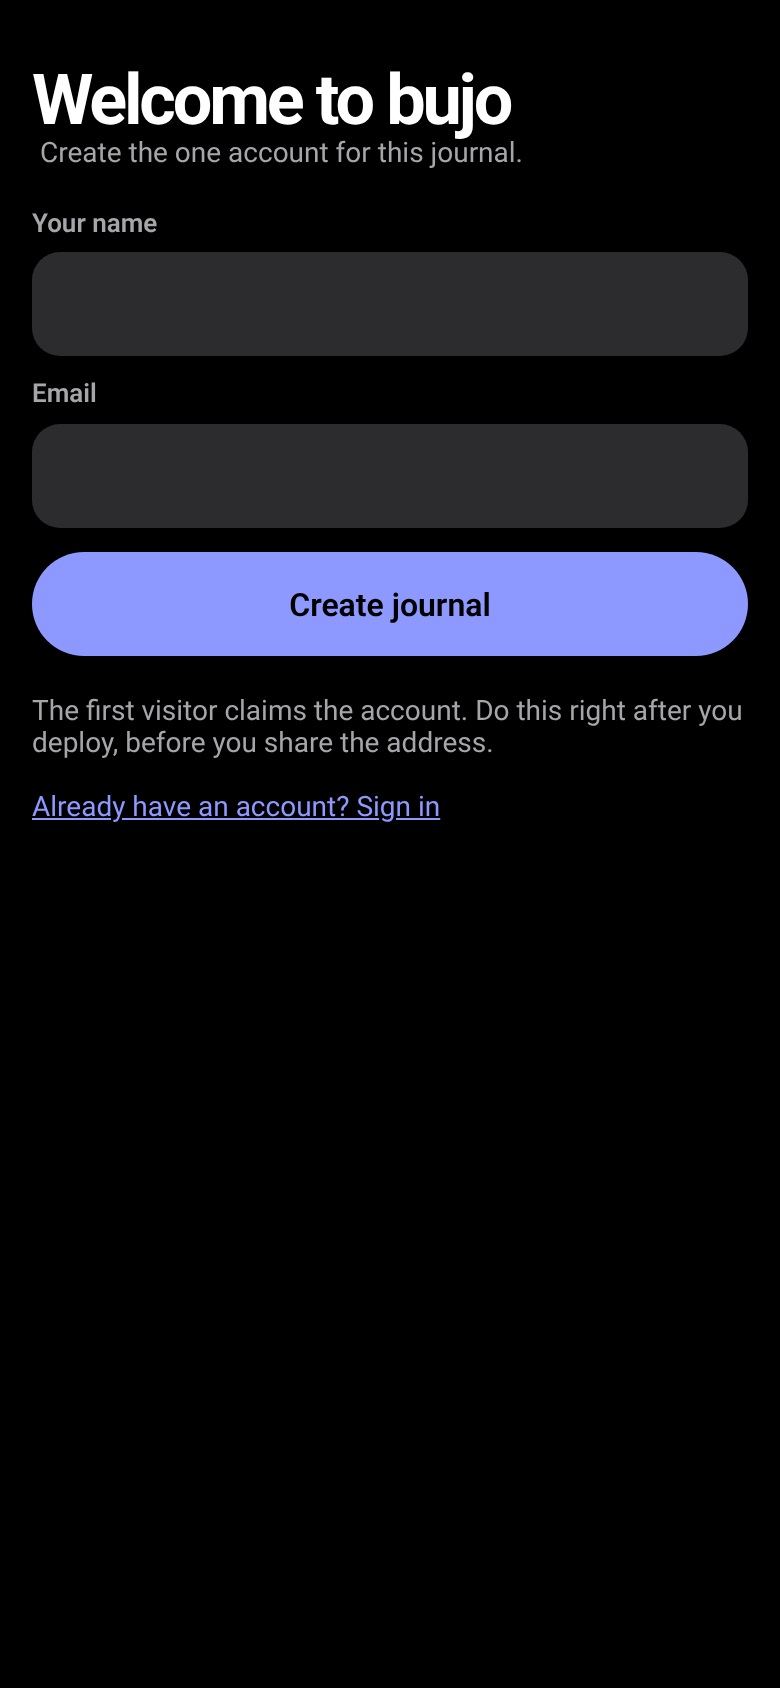 Welcome to bujo
Create the one account for this journal.
Your name
Email
Create journal
The first visitor claims the account. Do this right after you
deploy, before you share the address.
Already have an account? Sign in